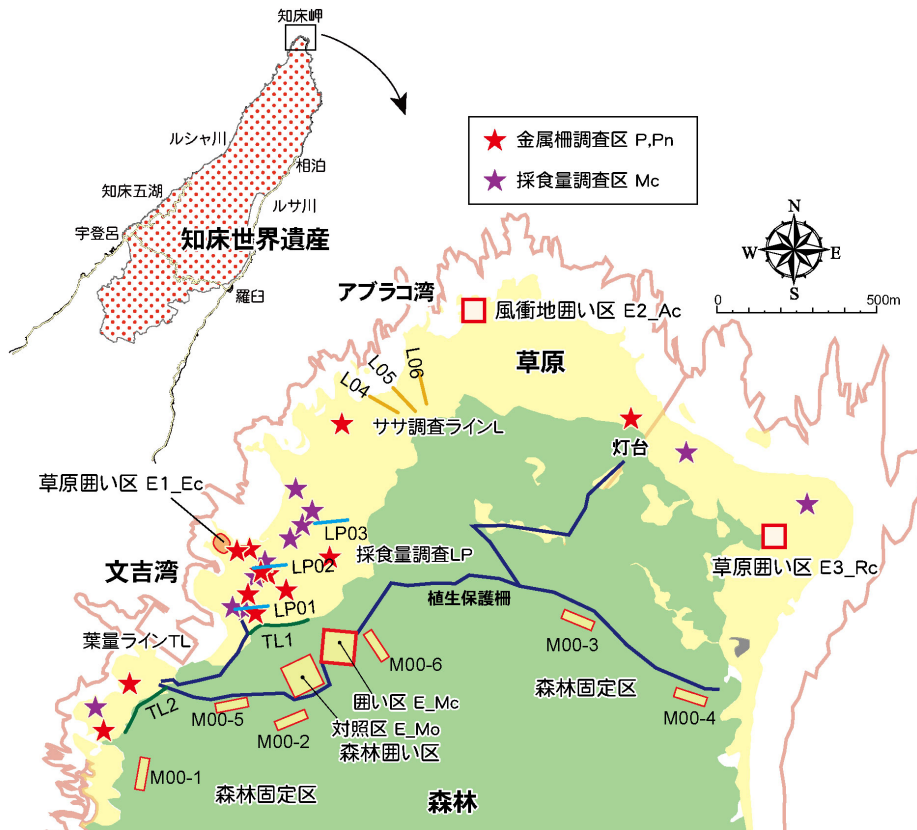 知床岬
ルシャ川
相泊
知床五湖
ルサ川
宇登呂
知床世界遺産
羅臼
金属柵調査区 P,Pn
採食量調査区 Mc
N
W
E
S
0
500m
アブラコ湾
風衝地囲い区 E2_Ac
草原
L04
L05
L06
ササ調査ラインL
灯台
草原囲い区 E1_Ec
LP03
採食量調査LP
LP02
文吉湾
草原囲い区 E3_Rc
植生保護柵
LP01
葉量ラインTL
TL1
M00-3
M00-6
森林固定区
囲い区 E_Mc
TL2
M00-5
M00-4
対照区 E_Mo
M00-2
森林囲い区
M00-1
森林固定区
森林